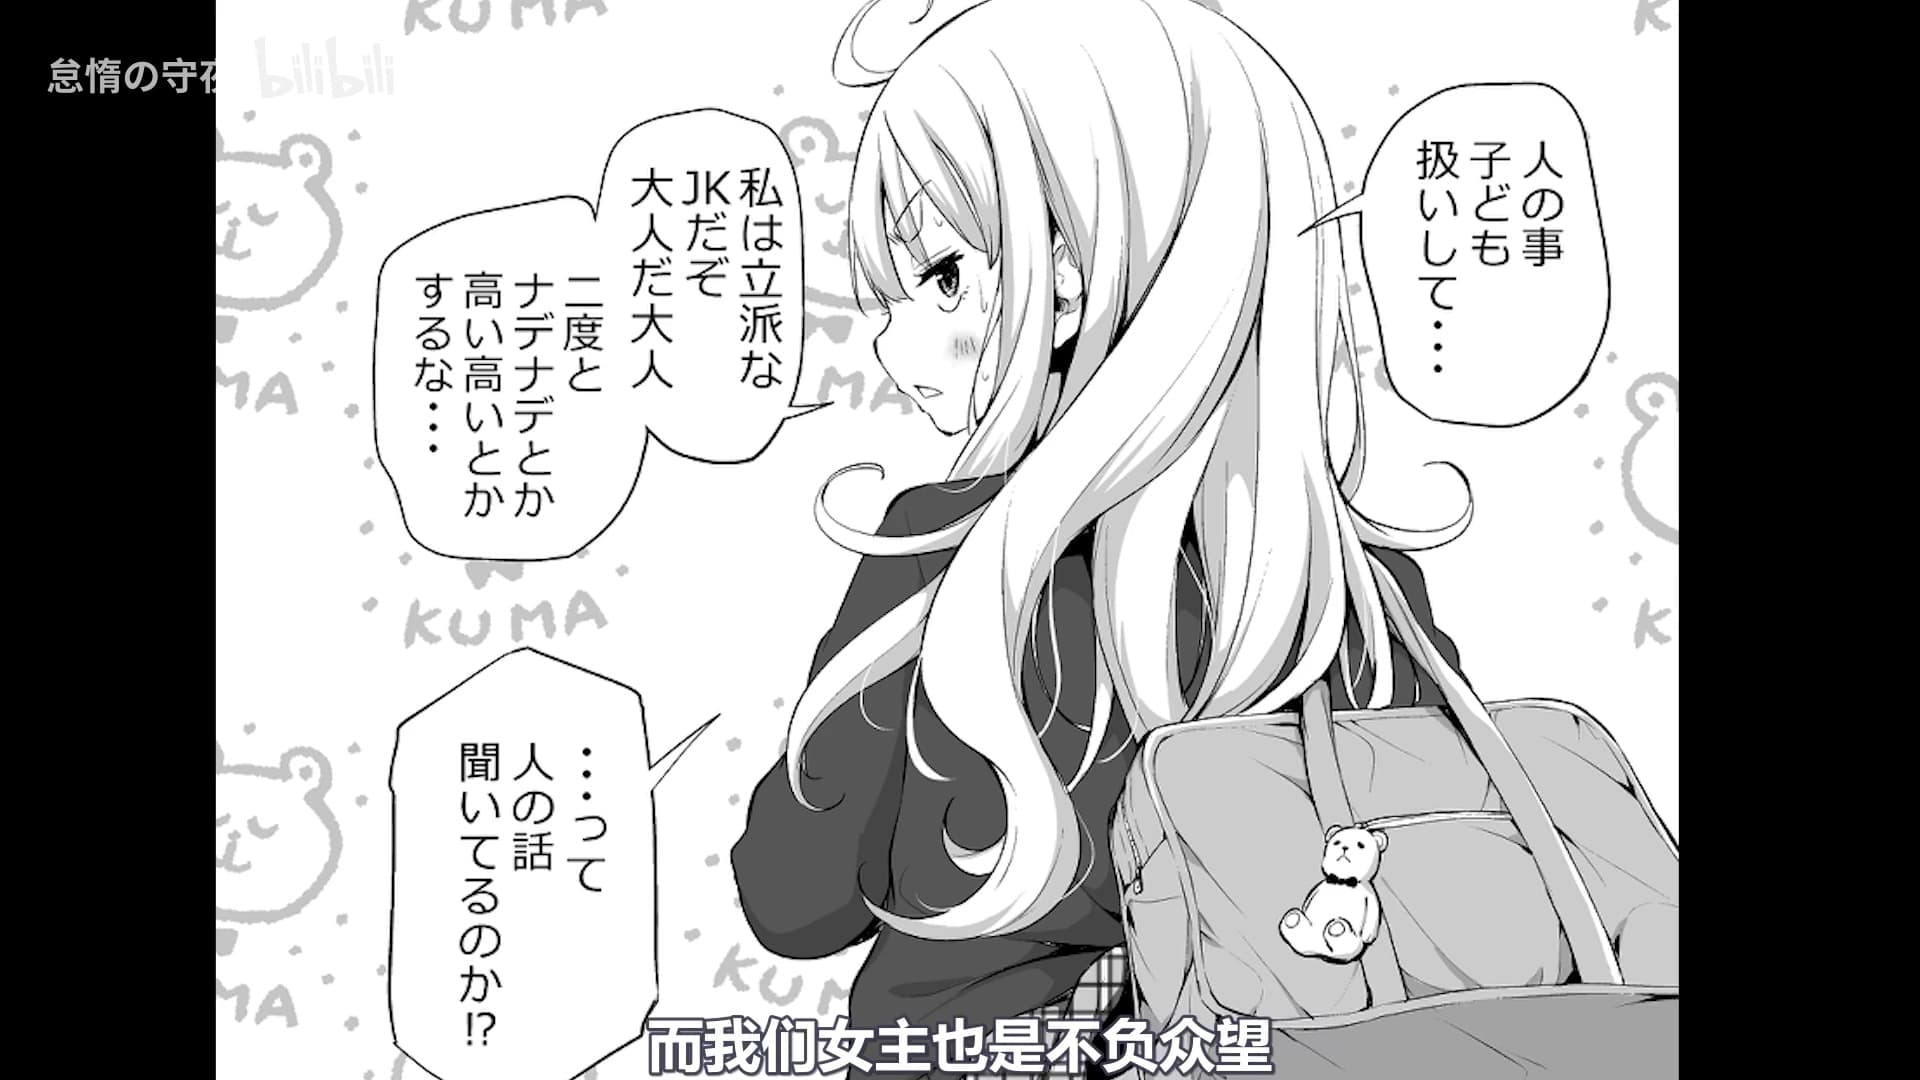 怠惰の守夜
bilibili
人の事
子ども
扱いして・・・
私は立派な
JKだぞ
大人だ大人
二度と
ナデナデとか
高い高いとか
するな・・・
・・・って
人の話
聞いてるのか!?
KUMA
KUMA
KUMA
而我们女主也是不负众望